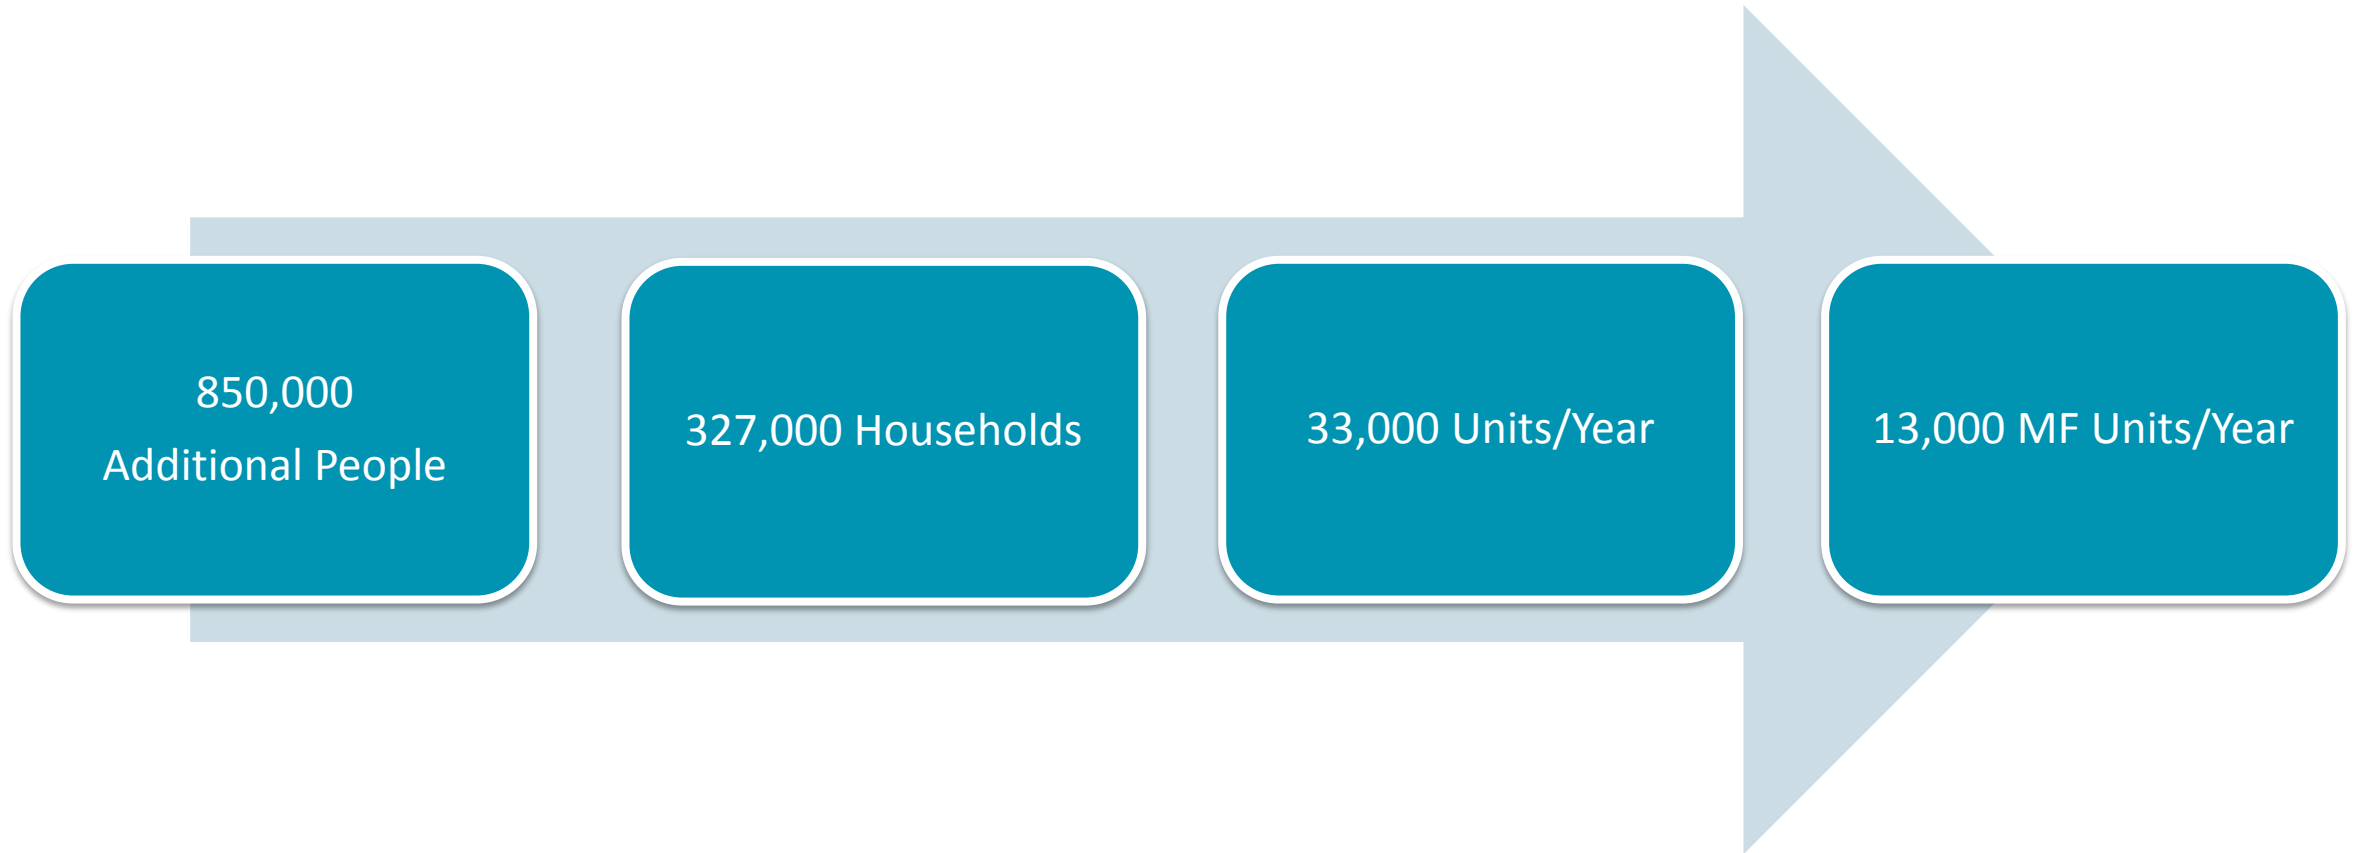 850,000
Additional People
327,000 Households
33,000 Units/Year
13,000 MF Units/Year